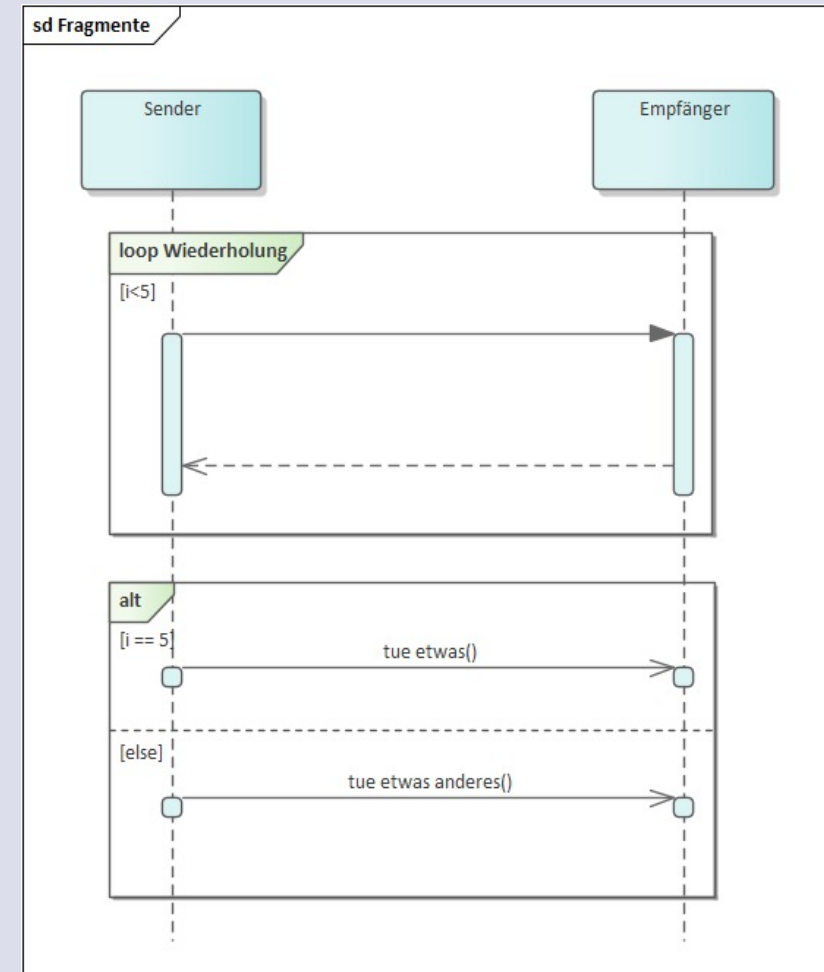 sd Fragmente
Sender
Empfänger
loop Wiederholung
[i<5]
alt
[i == 5]
tue etwas()
[else]
tue etwas anderes()